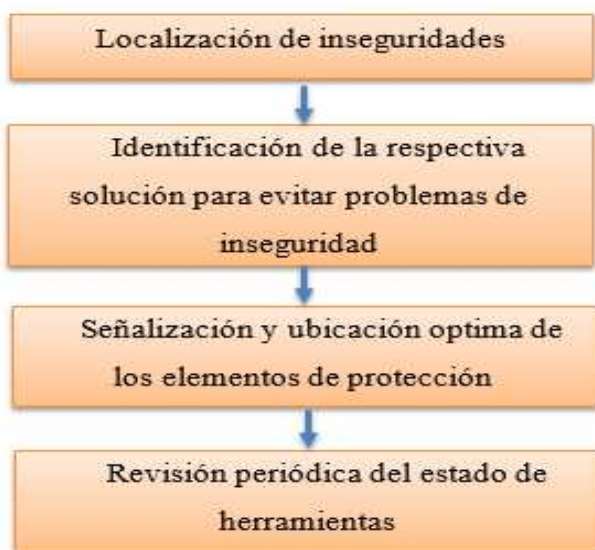 Localización de inseguridades
Identificación de la respectiva
solución para evitar problemas de
inseguridad
Señalización y ubicación optima de
los elementos de protección
Revisión periódica del estado de
herramientas